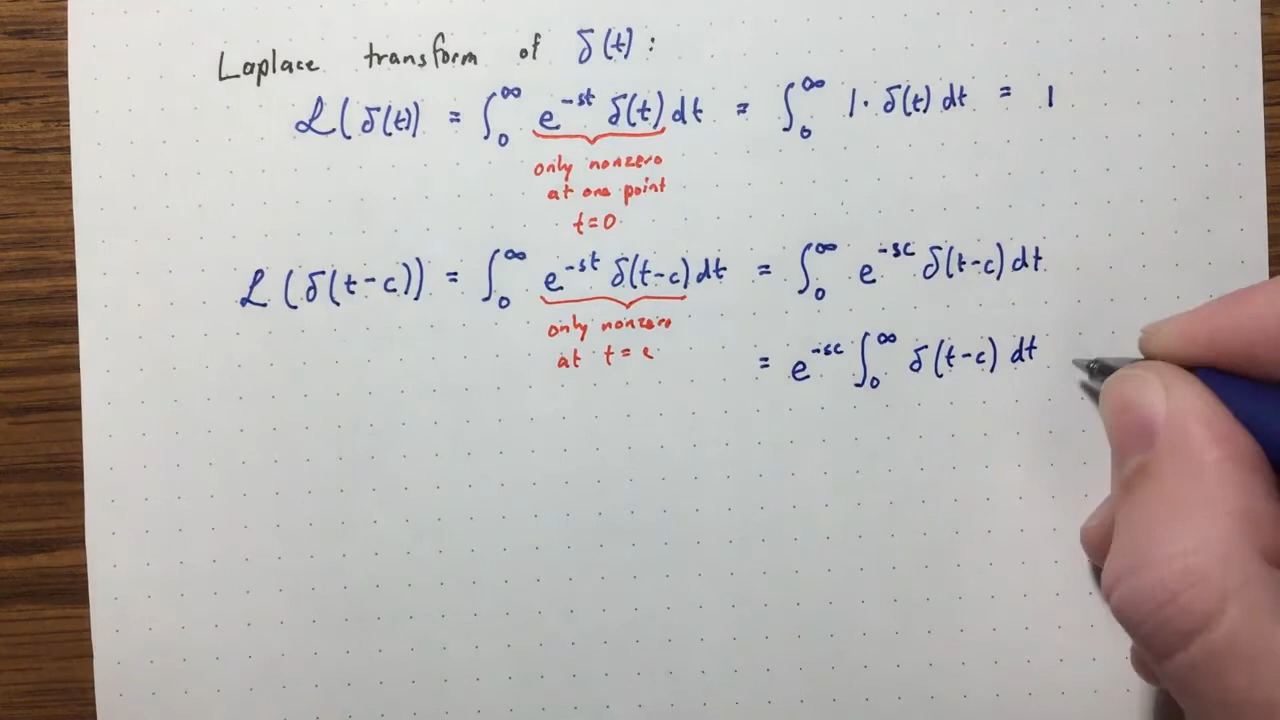 Laplace transform of δ(t) :
ℒ(δ(t)) = ∫₀^∞ e^{-st} δ(t) dt = ∫₀^∞ 1 · δ(t) dt = 1
only nonzero
at one point
t=0
ℒ(δ(t-c)) = ∫₀^∞ e^{-st} δ(t-c) dt = ∫₀^∞ e^{-sc} δ(t-c) dt
only nonzero
at t = c
= e^{-sc} ∫₀^∞ δ(t-c) dt